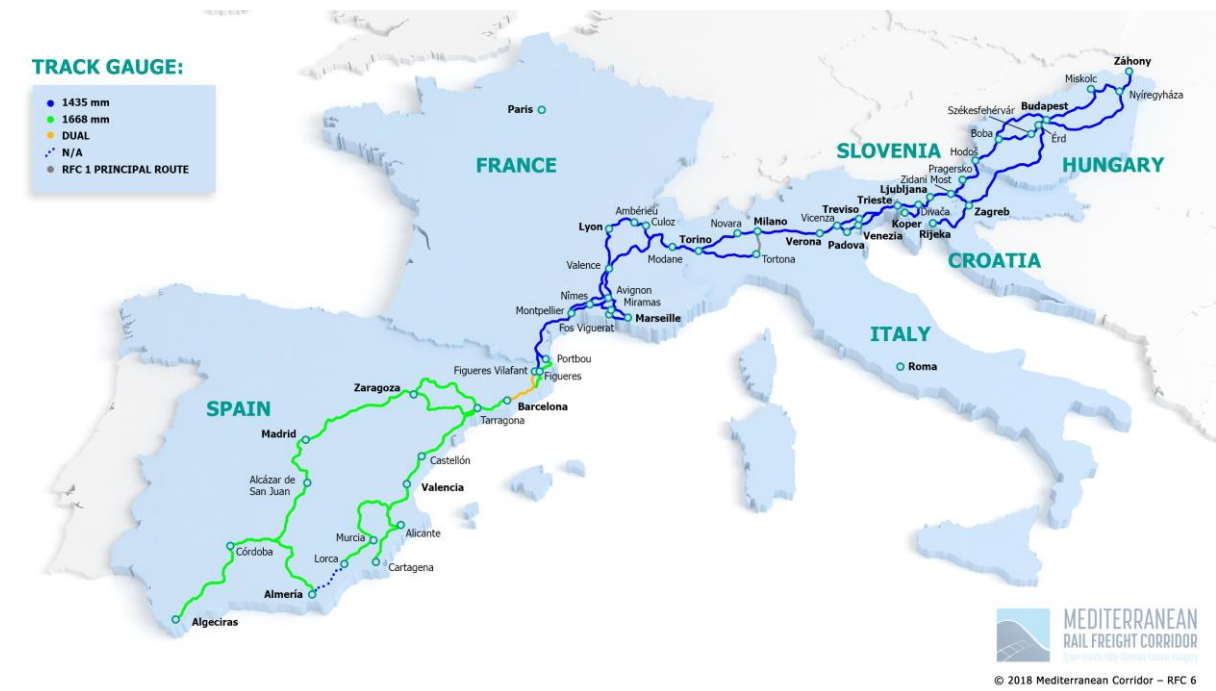 TRACK GAUGE:
1435 mm
1668 mm
DUAL
N/A
RFC 1 PRINCIPAL ROUTE
Paris
FRANCE
Záhony
Miskolc
Nyíregyháza
Székesfehérvár
Budapest
Boba
Érd
SLOVENIA
Hodoš
HUNGARY
Pragersko
Zidani Most
Ljubljana
Trieste
Treviso
Vicenza
Divača
Zagreb
Koper
Rijeka
Venezia
Padova
Verona
CROATIA
Ambérieu
Culoz
Lyon
Novara
Milano
Torino
Modane
Tortona
Valence
Nîmes
Avignon
Miramas
Montpellier
Marseille
Fos Viguerat
ITALY
Roma
Portbou
Figueres Vilafant
Figueres
Zaragoza
Barcelona
Tarragona
SPAIN
Madrid
Castellón
Alcázar de
San Juan
Valencia
Alicante
Murcia
Córdoba
Lorca
Cartagena
Almería
Algeciras
MEDITERRANEAN
RAIL FREIGHT CORRIDOR
© 2018 Mediterranean Corridor – RFC 6